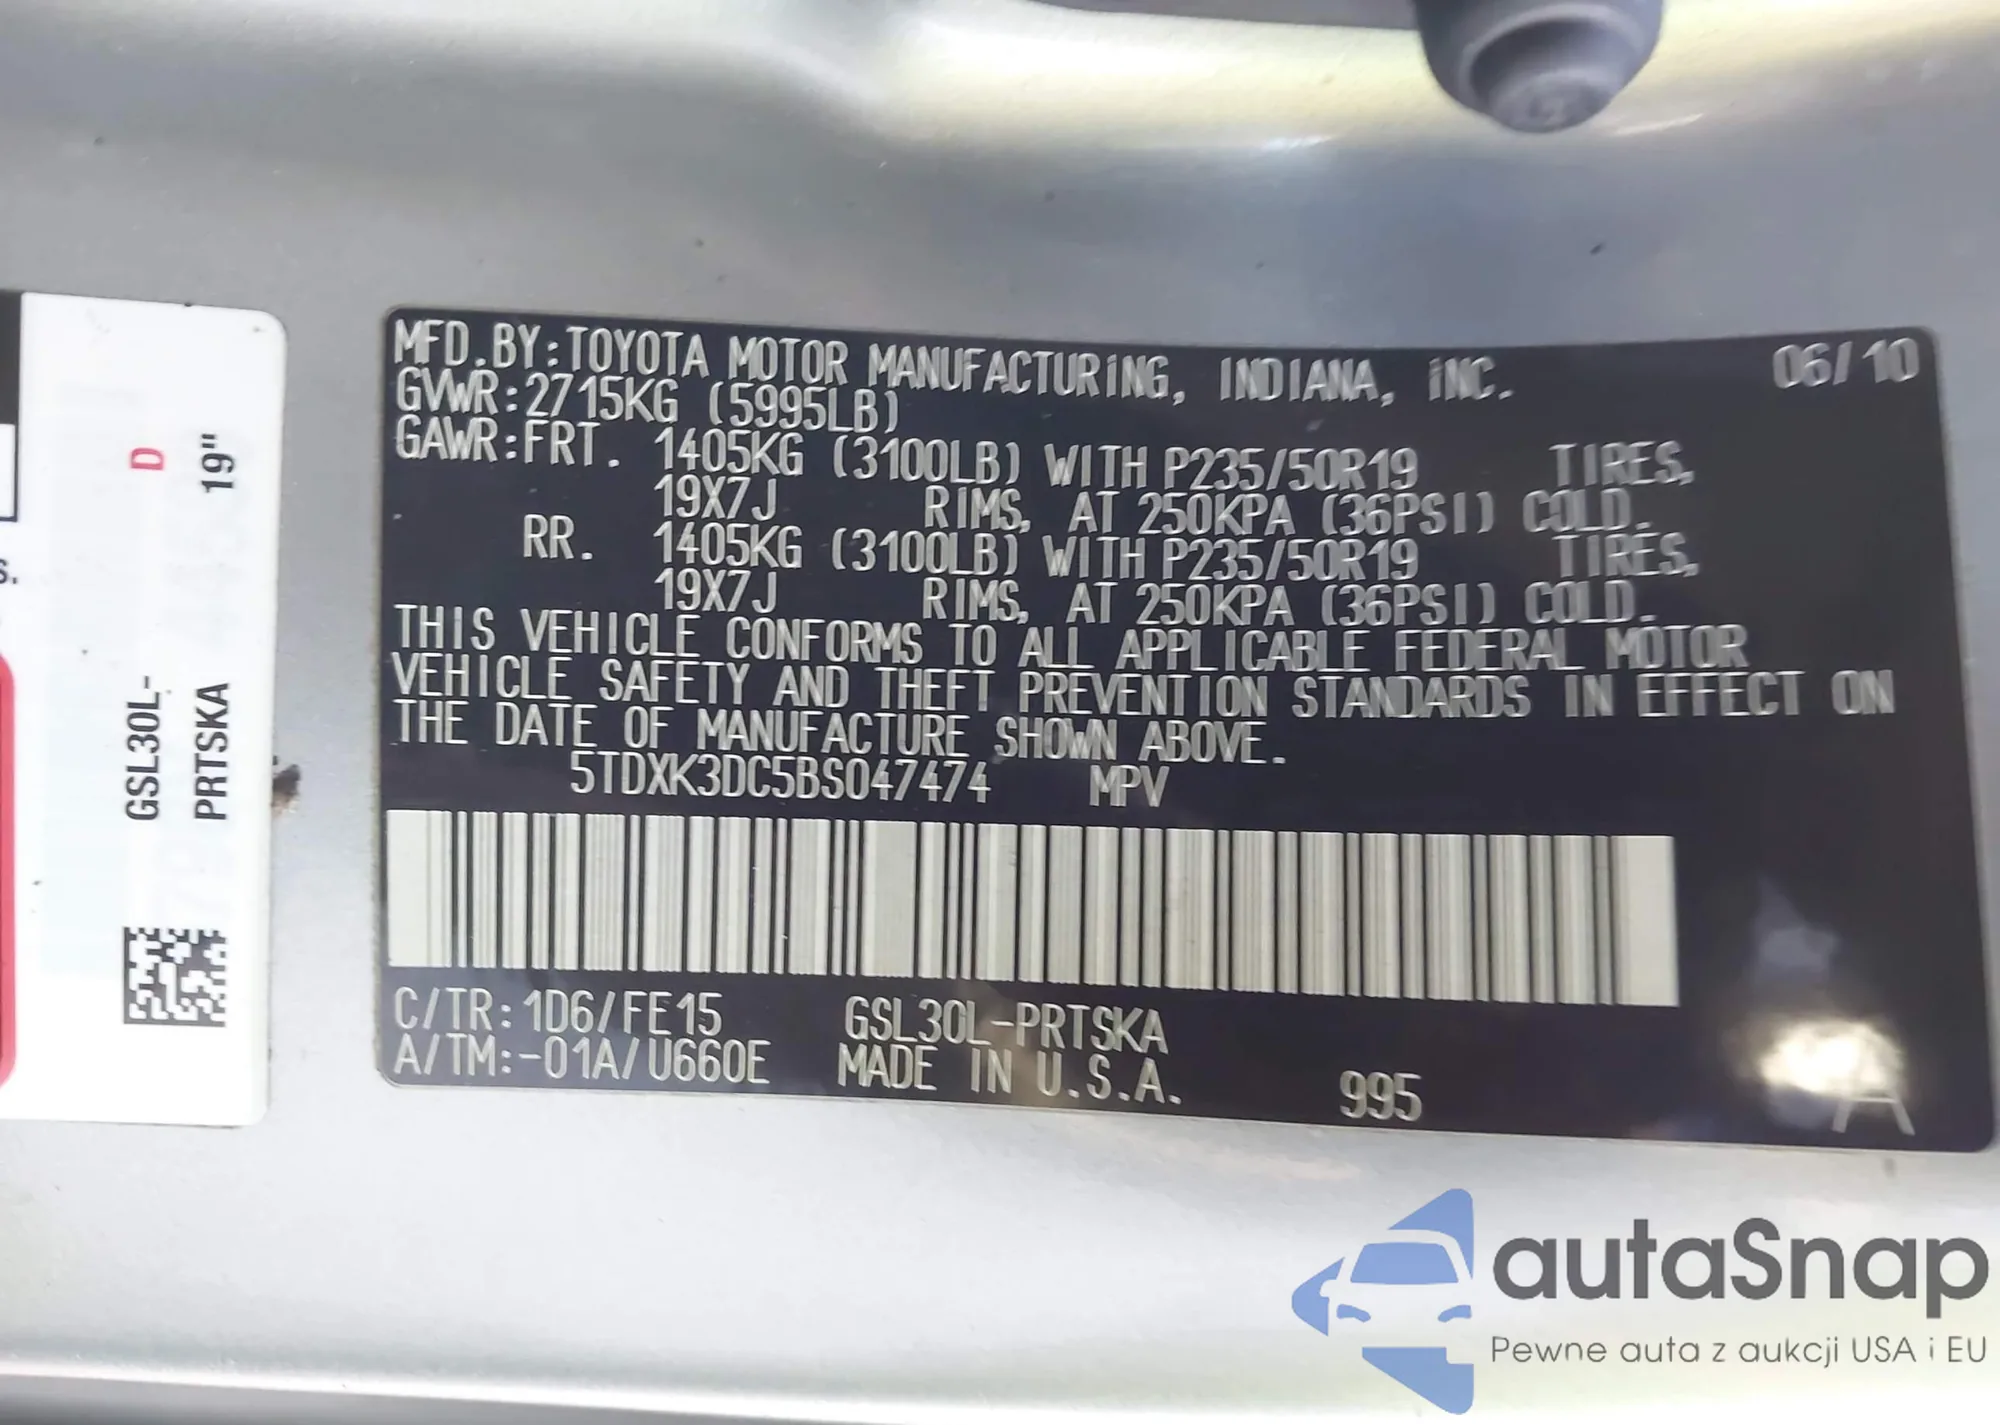 MFD.BY:TOYOTA MOTOR MANUFACTURING, INDIANA, INC. 06/10
GVWR:2715KG (5995LB)
GAWR:FRT. 1405KG (3100LB) WITH P235/50R19 TIRES,
19X7J RIMS, AT 250KPA (36PSI) COLD.
RR. 1405KG (3100LB) WITH P235/50R19 TIRES,
19X7J RIMS, AT 250KPA (36PSI) COLD.
THIS VEHICLE CONFORMS TO ALL APPLICABLE FEDERAL MOTOR
VEHICLE SAFETY AND THEFT PREVENTION STANDARDS IN EFFECT ON
THE DATE OF MANUFACTURE SHOWN ABOVE.
5TDXK3DC5BS047474 MPV
C/TR:1D6/FE15 GSL30L-PRTSKA
A/TM:-01A/U660E MADE IN U.S.A. 995
A
D
19"
GSL30L-
PRTSKA
s.
autaSnap
Pewne auta z aukcji USA i EU